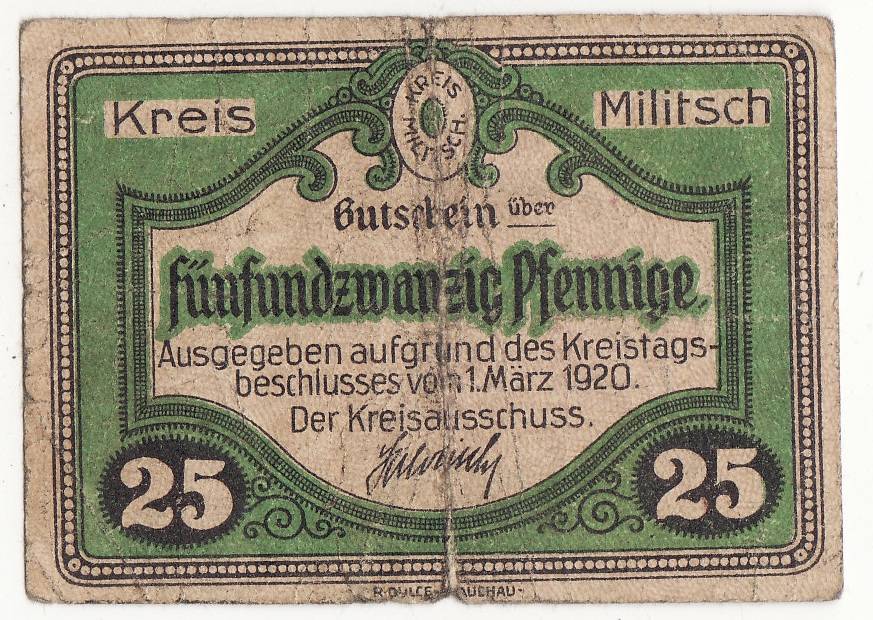 Kreis Militsch
KREIS MILITSCH.
Gutschein über
fünfundzwanzig Pfennige.
Ausgegeben aufgrund des Kreistags-
beschlusses vom 1. März 1920.
Der Kreisausschuss.
25 25